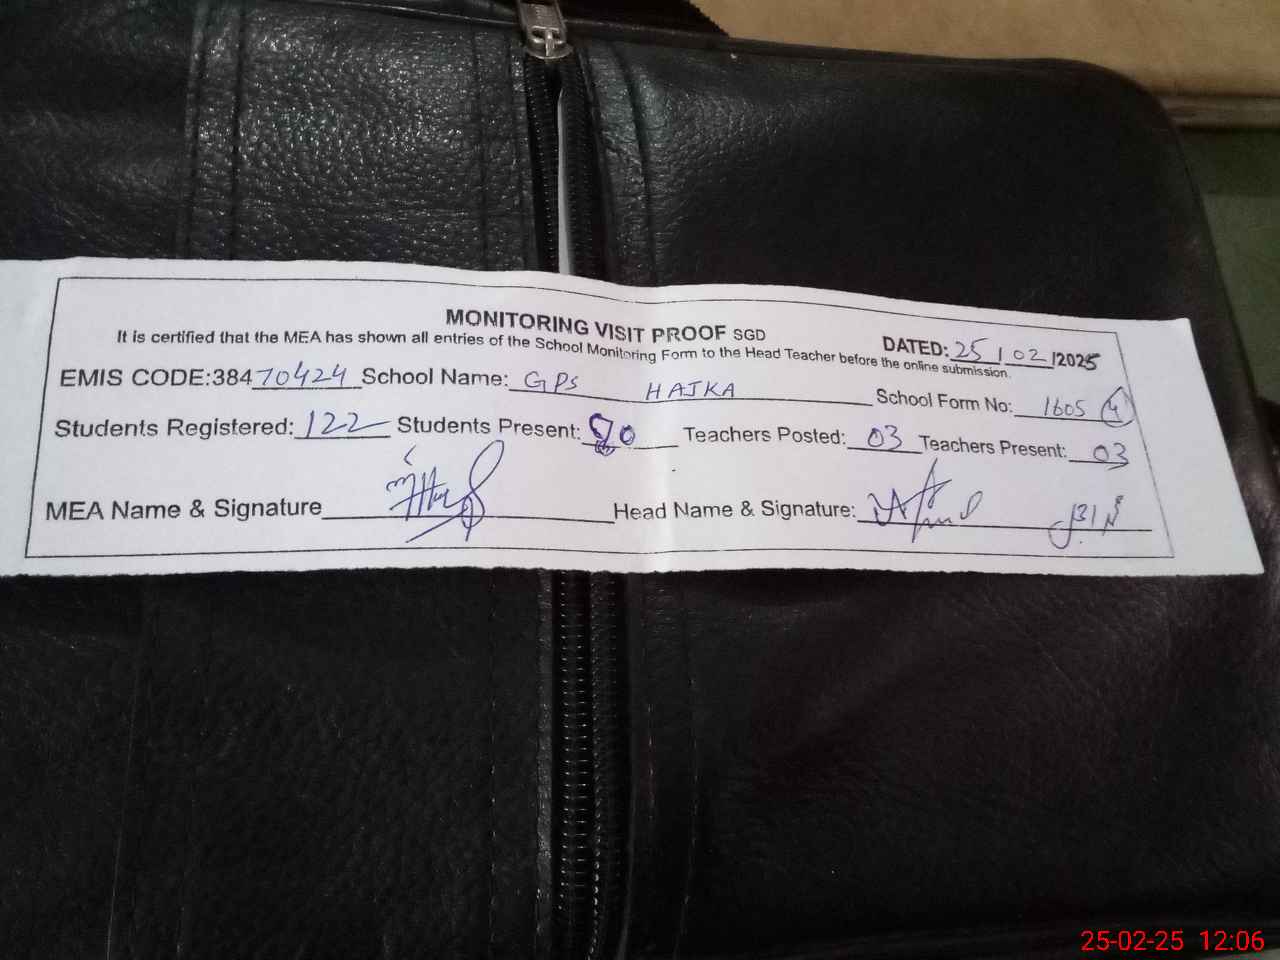 MONITORING VISIT PROOF SGD
DATED: 25/02/2025
It is certified that the MEA has shown all entries of the School Monitoring Form to the Head Teacher before the online submission.
EMIS CODE:38470424 School Name: GPS HAJKA School Form No: 1605 4
Students Registered: 122 Students Present: 90 Teachers Posted: 03 Teachers Present: 03
MEA Name & Signature Head Name & Signature:
25-02-25 12:06